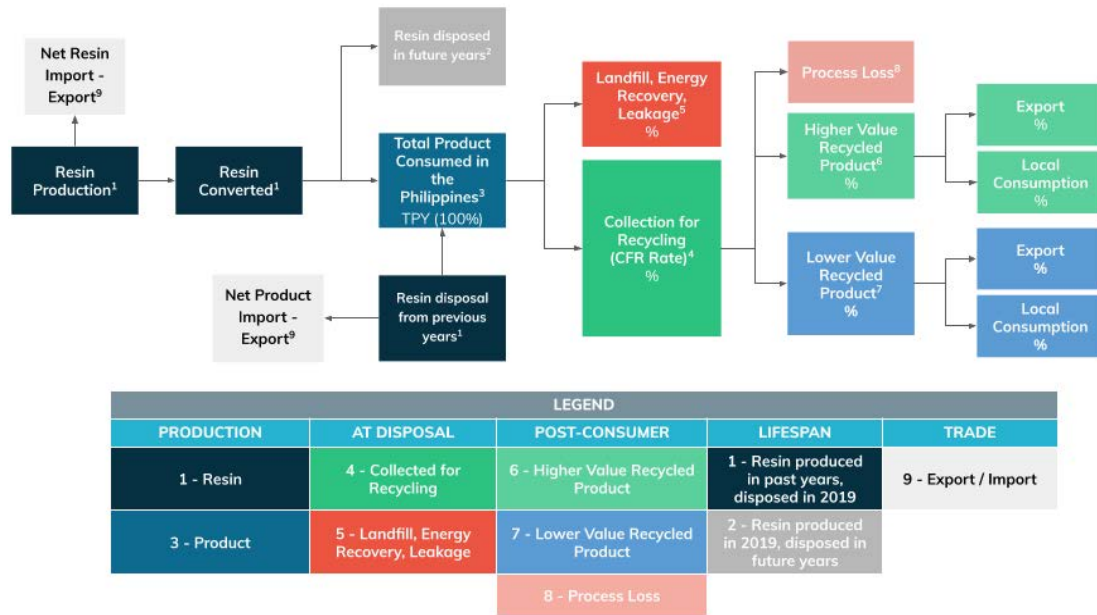 Net Resin
Import -
Export⁹
Resin
Production¹
Resin
Converted¹
Resin disposed
in future years²
Total Product
Consumed in
the
Philippines³
TPY (100%)
Net Product
Import -
Export⁹
Resin disposal
from previous
years¹
Landfill, Energy
Recovery,
Leakage⁵
%
Collection for
Recycling
(CFR Rate)⁴
%
Process Loss⁸
Higher Value
Recycled
Product⁶
%
Lower Value
Recycled
Product⁷
%
Export
%
Local
Consumption
%
Export
%
Local
Consumption
%
LEGEND
PRODUCTION
AT DISPOSAL
POST-CONSUMER
LIFESPAN
TRADE
1 - Resin
4 - Collected for
Recycling
6 - Higher Value Recycled
Product
1 - Resin produced
in past years,
disposed in 2019
9 - Export / Import
3 - Product
5 - Landfill, Energy
Recovery, Leakage
7 - Lower Value Recycled
Product
2 - Resin produced
in 2019, disposed in
future years
8 - Process Loss